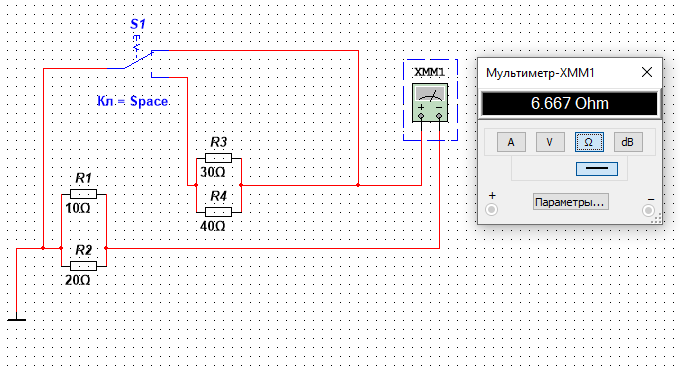 S1
Кл.= Space
XMM1
+ −
R3
30Ω
R4
40Ω
R1
10Ω
R2
20Ω
Мультиметр-XMM1
6.667 Ohm
A V Ω dB
+ −
Параметры...